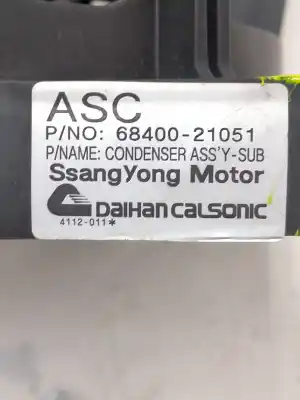 ASC
P/NO: 68400-21051
P/NAME: CONDENSER ASS'Y-SUB
SsangYong Motor
DAIHAN CALSONIC
4112-011*